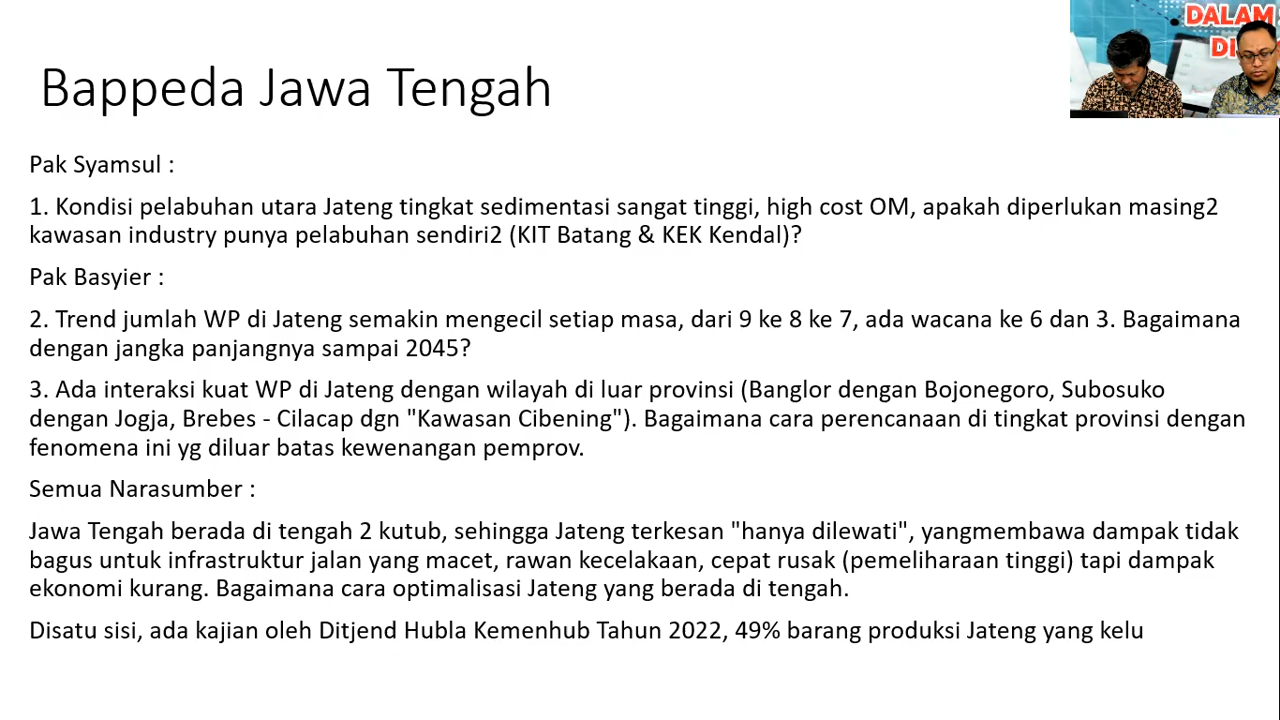 DALAM
DI
Bappeda Jawa Tengah
Pak Syamsul :
1. Kondisi pelabuhan utara Jateng tingkat sedimentasi sangat tinggi, high cost OM, apakah diperlukan masing2
kawasan industry punya pelabuhan sendiri2 (KIT Batang & KEK Kendal)?
Pak Basyier :
2. Trend jumlah WP di Jateng semakin mengecil setiap masa, dari 9 ke 8 ke 7, ada wacana ke 6 dan 3. Bagaimana
dengan jangka panjangnya sampai 2045?
3. Ada interaksi kuat WP di Jateng dengan wilayah di luar provinsi (Banglor dengan Bojonegoro, Subosuko
dengan Jogja, Brebes - Cilacap dgn "Kawasan Cibening"). Bagaimana cara perencanaan di tingkat provinsi dengan
fenomena ini yg diluar batas kewenangan pemprov.
Semua Narasumber :
Jawa Tengah berada di tengah 2 kutub, sehingga Jateng terkesan "hanya dilewati", yangmembawa dampak tidak
bagus untuk infrastruktur jalan yang macet, rawan kecelakaan, cepat rusak (pemeliharaan tinggi) tapi dampak
ekonomi kurang. Bagaimana cara optimalisasi Jateng yang berada di tengah.
Disatu sisi, ada kajian oleh Ditjend Hubla Kemenhub Tahun 2022, 49% barang produksi Jateng yang kelu